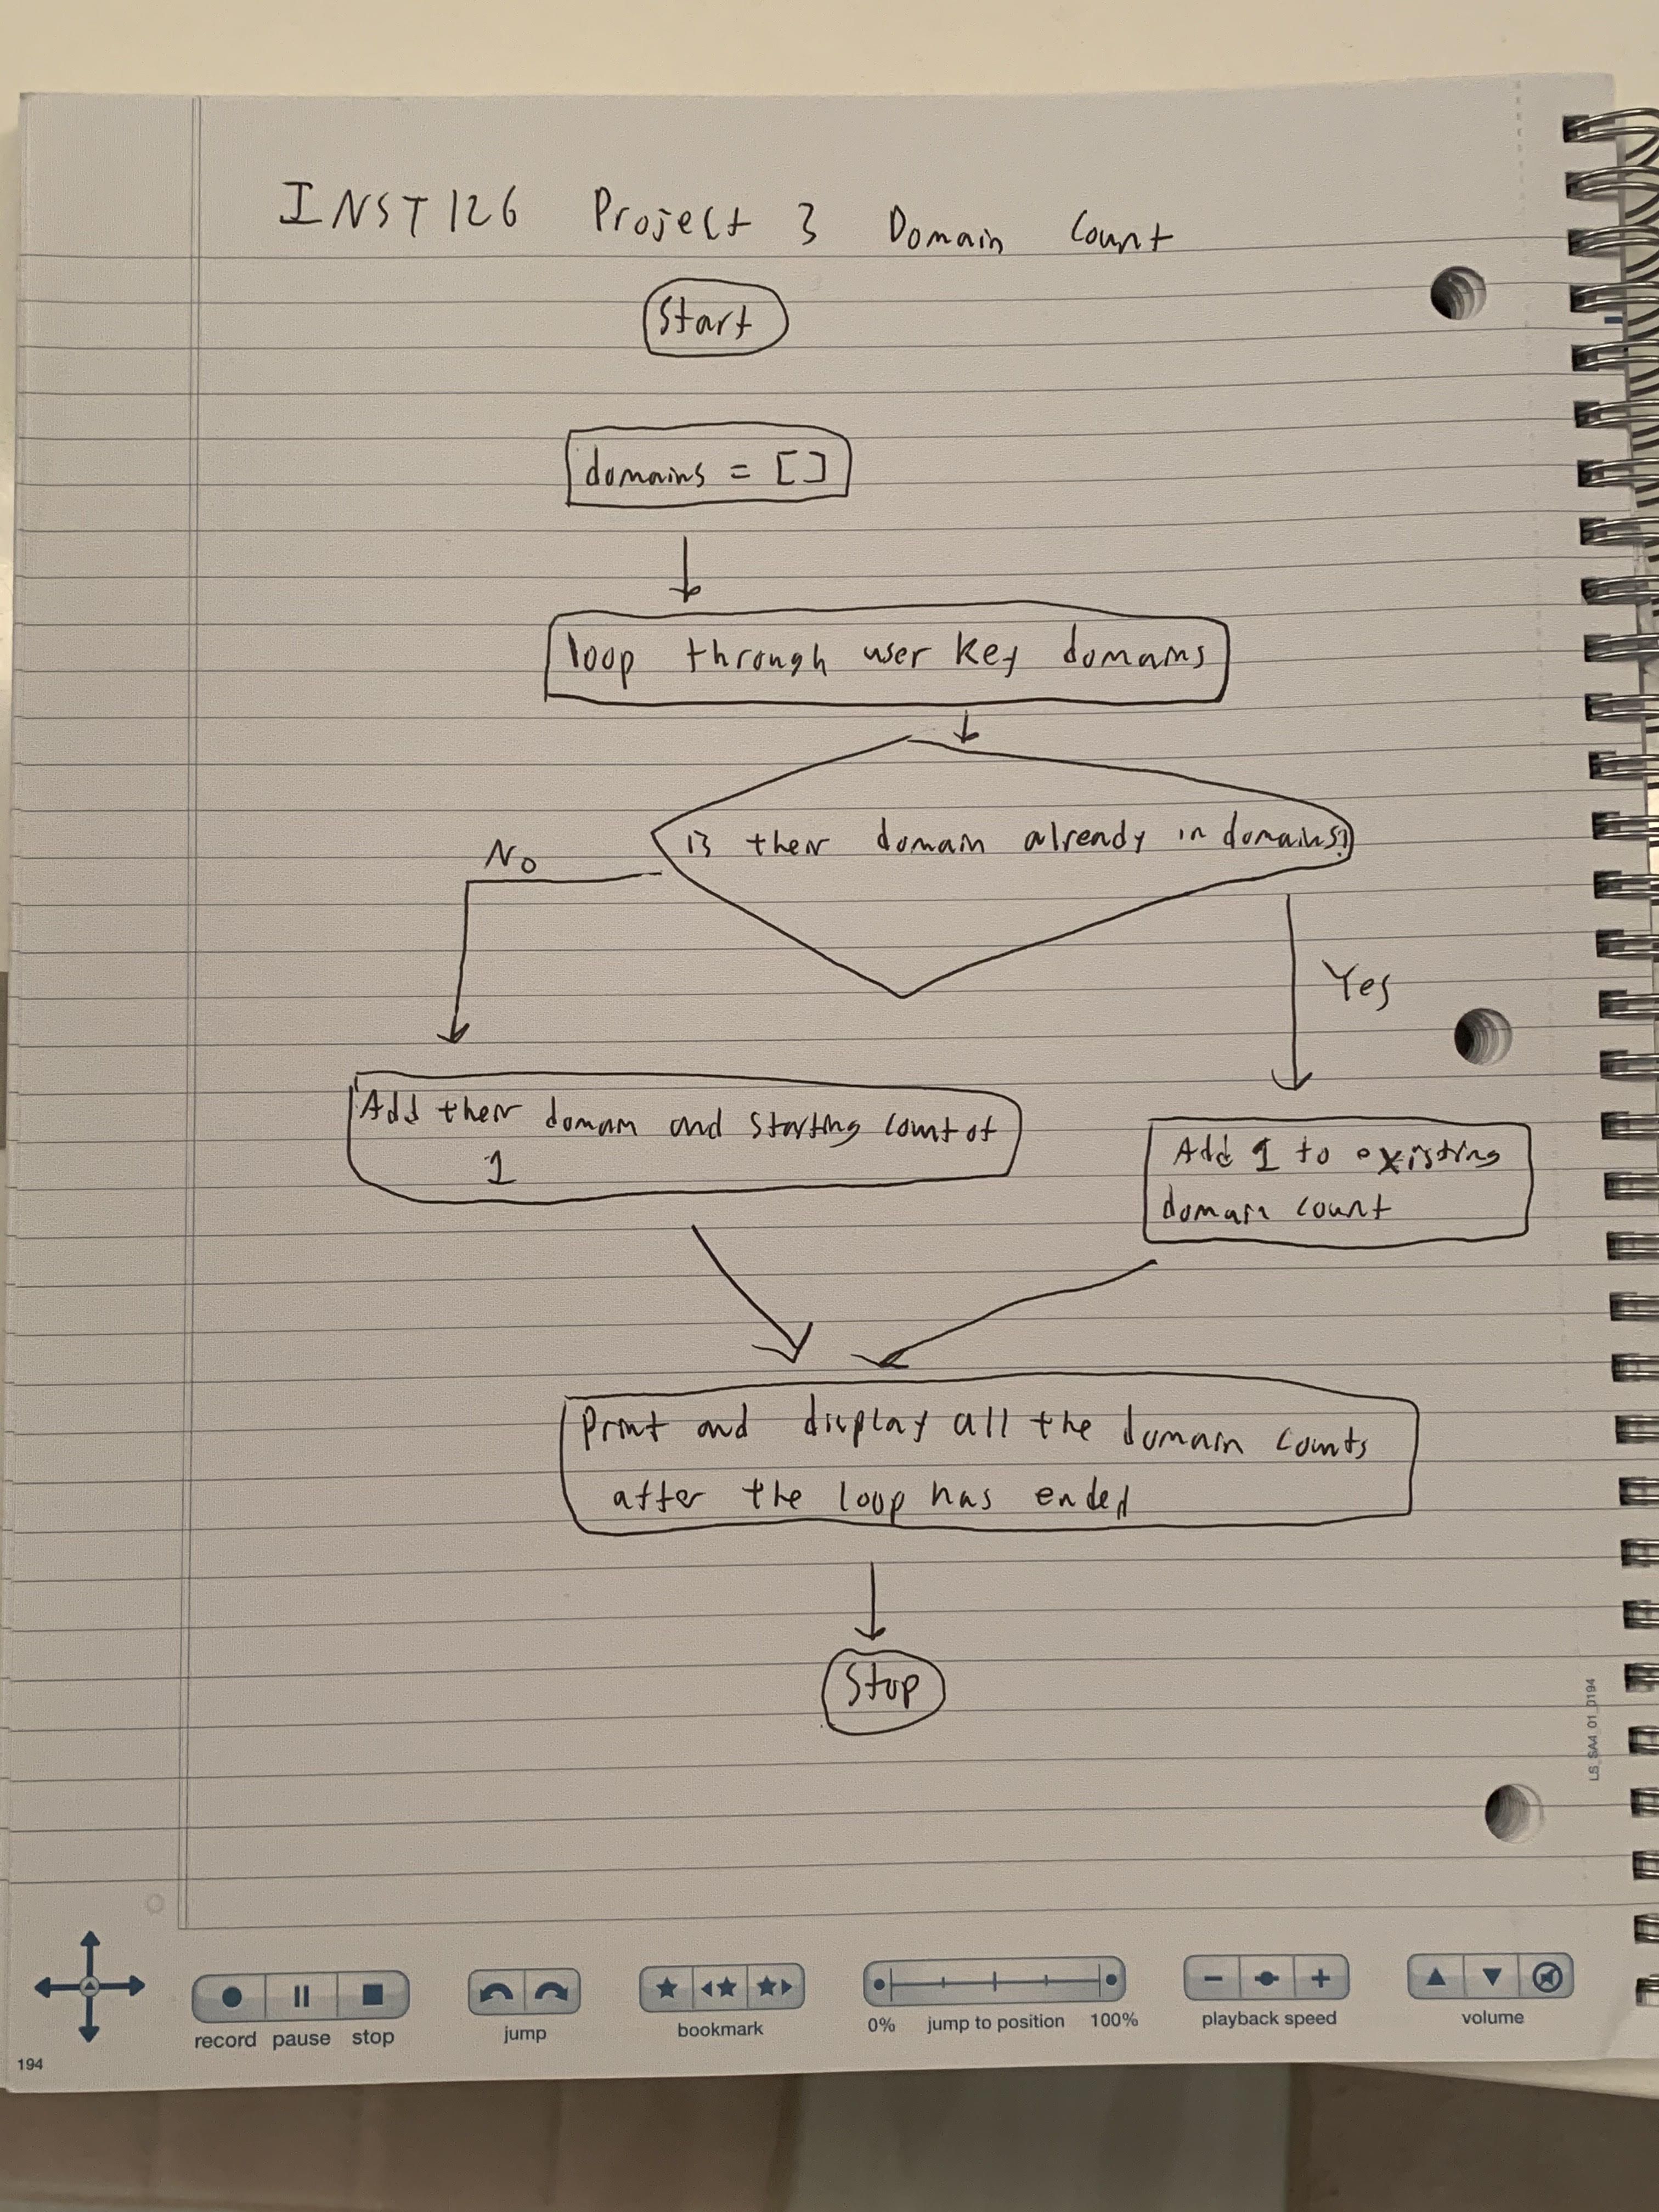 INST126 Project 3 Domain Count
Start
domains = []
loop through user key domains
is their domain already in domains?
No
Yes
Add their domain and starting count of
1
Add 1 to existing
domain count
Print and display all the domain counts
after the loop has ended
Stop
LS_SA4_01_0194
record pause stop
jump
bookmark
0% jump to position 100%
playback speed
volume
194